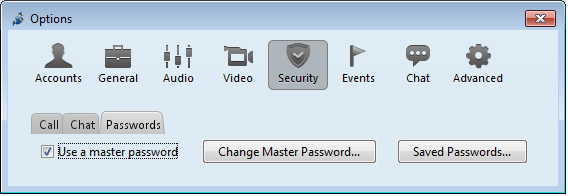 Options
Accounts General Audio Video Security Events Chat Advanced
Call Chat Passwords
Use a master password Change Master Password... Saved Passwords...